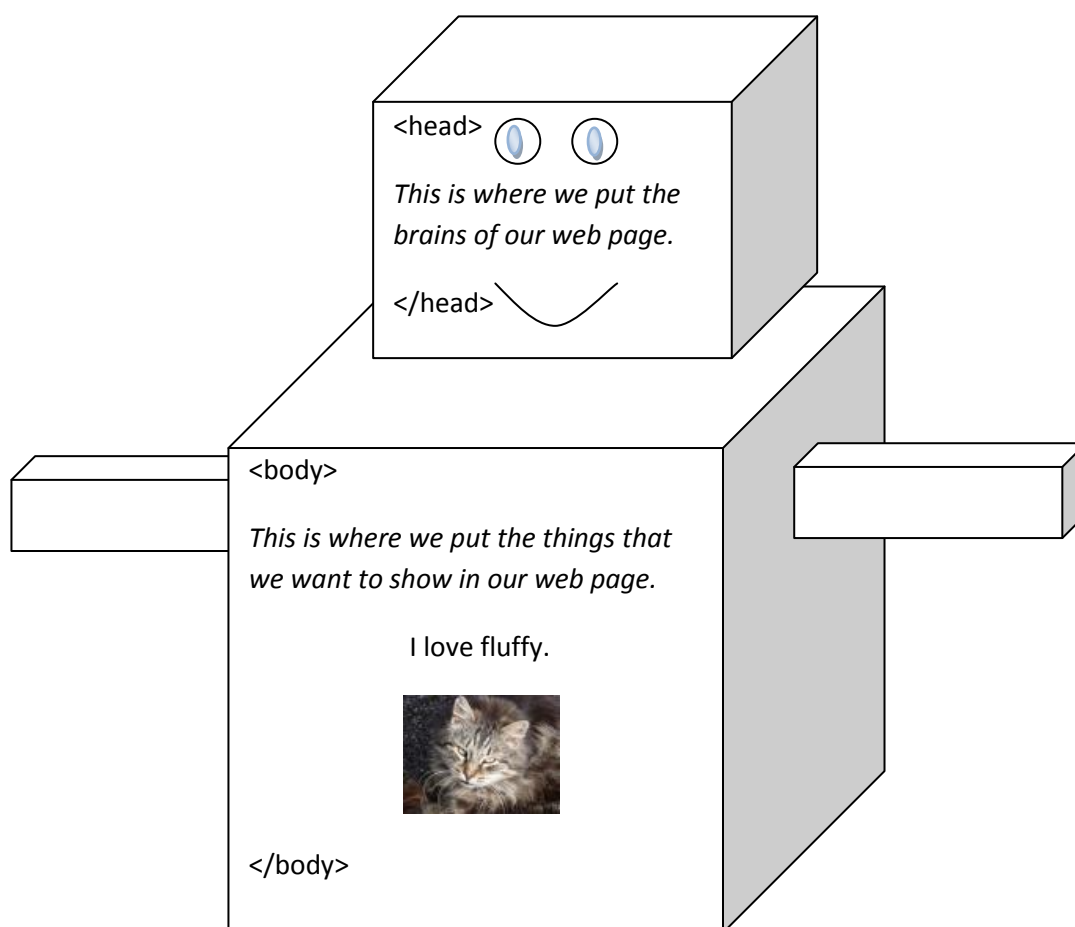 <head>
This is where we put the
brains of our web page.
</head>
<body>
This is where we put the things that
we want to show in our web page.
I love fluffy.
</body>